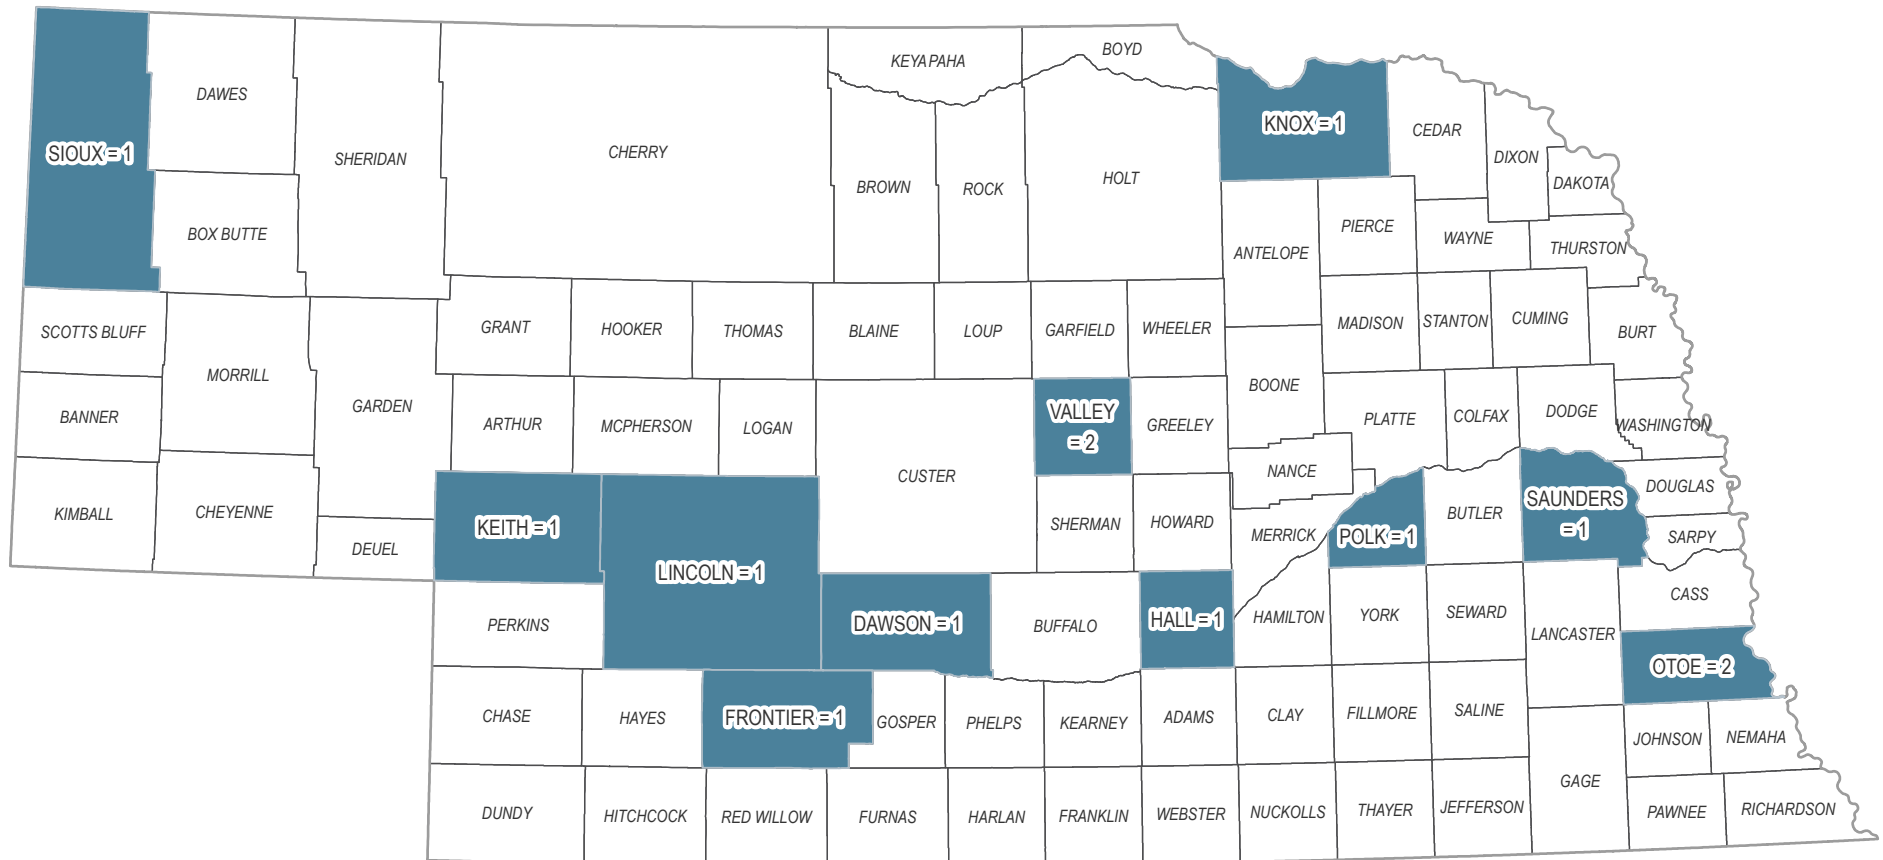 BOYD
KEYA PAHA
DAWES
KNOX = 1
CEDAR
SIOUX = 1
SHERIDAN
CHERRY
DIXON
HOLT
DAKOTA
BROWN
ROCK
BOX BUTTE
PIERCE
WAYNE
THURSTON
ANTELOPE
SCOTTS BLUFF
GRANT
HOOKER
THOMAS
BLAINE
LOUP
GARFIELD
WHEELER
MADISON
STANTON
CUMING
BURT
MORRILL
BOONE
GARDEN
BANNER
ARTHUR
MCPHERSON
LOGAN
VALLEY
= 2
GREELEY
PLATTE
COLFAX
DODGE
WASHINGTON
CUSTER
NANCE
KIMBALL
CHEYENNE
DOUGLAS
SAUNDERS
= 1
DEUEL
KEITH = 1
SHERMAN
HOWARD
MERRICK
POLK = 1
BUTLER
SARPY
LINCOLN = 1
CASS
PERKINS
DAWSON = 1
BUFFALO
HALL = 1
HAMILTON
YORK
SEWARD
LANCASTER
OTOE = 2
CHASE
HAYES
FRONTIER = 1
GOSPER
PHELPS
KEARNEY
ADAMS
CLAY
FILLMORE
SALINE
JOHNSON
NEMAHA
GAGE
DUNDY
HITCHCOCK
RED WILLOW
FURNAS
HARLAN
FRANKLIN
WEBSTER
NUCKOLLS
THAYER
JEFFERSON
PAWNEE
RICHARDSON